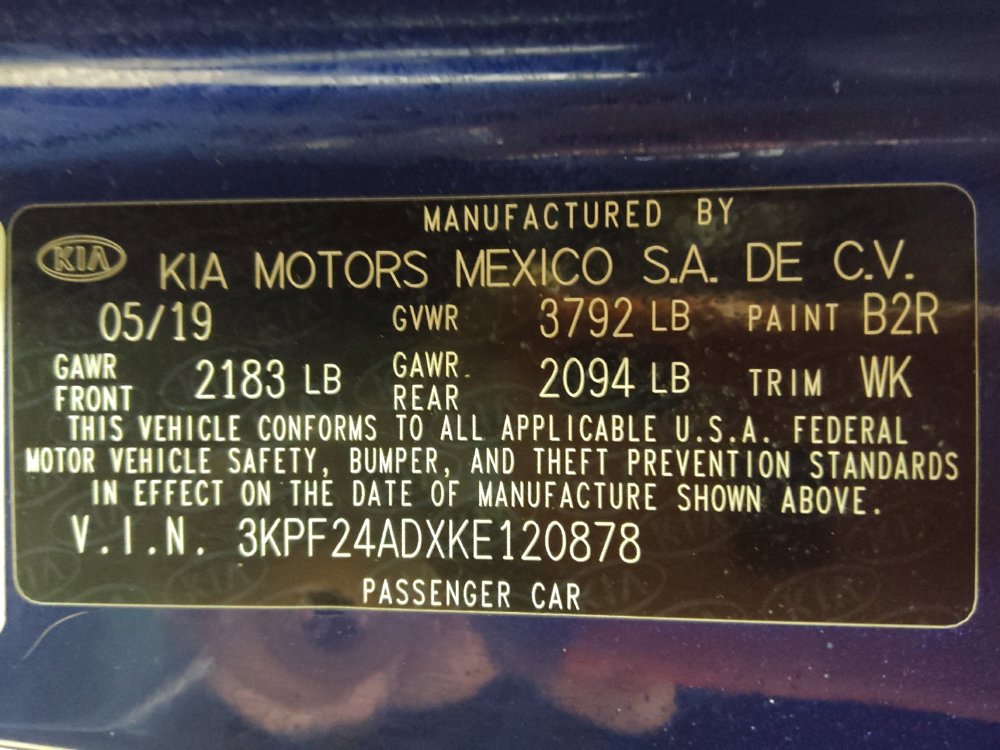 MANUFACTURED BY
KIA KIA MOTORS MEXICO S.A. DE C.V.
05/19 GVWR 3792 LB PAINT B2R
GAWR FRONT 2183 LB GAWR REAR 2094 LB TRIM WK
THIS VEHICLE CONFORMS TO ALL APPLICABLE U.S.A. FEDERAL
MOTOR VEHICLE SAFETY, BUMPER, AND THEFT PREVENTION STANDARDS
IN EFFECT ON THE DATE OF MANUFACTURE SHOWN ABOVE.
V.I.N. 3KPF24ADXKE120878
PASSENGER CAR